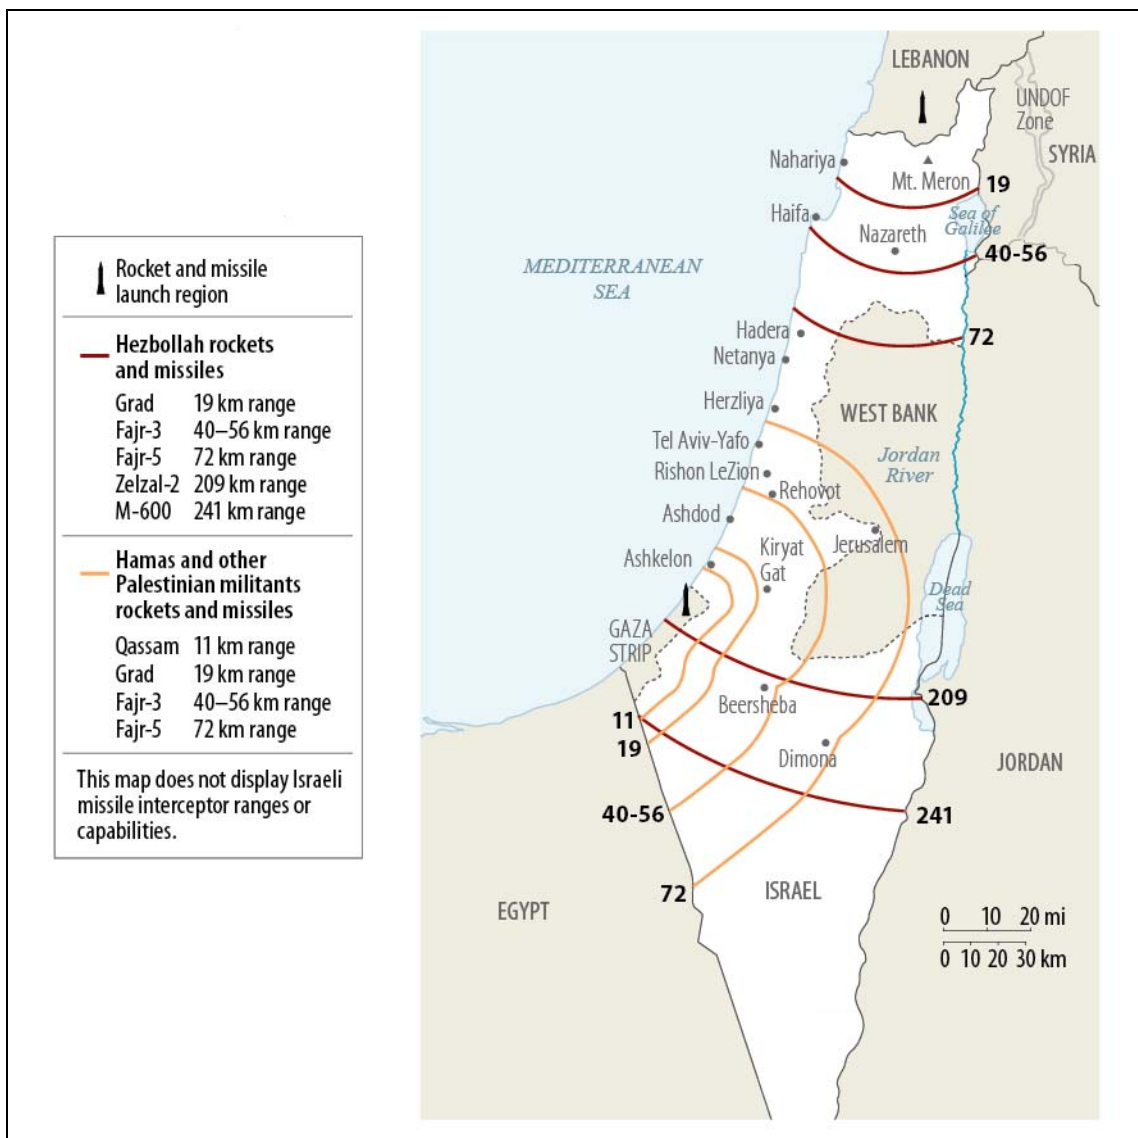 Rocket and missile
launch region
Hezbollah rockets
and missiles
Grad 19 km range
Fajr-3 40–56 km range
Fajr-5 72 km range
Zelzal-2 209 km range
M-600 241 km range
Hamas and other
Palestinian militants
rockets and missiles
Qassam 11 km range
Grad 19 km range
Fajr-3 40–56 km range
Fajr-5 72 km range
This map does not display Israeli
missile interceptor ranges or
capabilities.
LEBANON
UNDOF
Zone
SYRIA
Nahariya
Mt. Meron
19
Haifa
Sea of
Galilee
Nazareth
40-56
MEDITERRANEAN
SEA
Hadera
72
Netanya
Herzliya
WEST BANK
Tel Aviv-Yafo
Jordan
River
Rishon LeZion
Rehovot
Ashdod
Jerusalem
Kiryat
Gat
Ashkelon
Dead
Sea
GAZA
STRIP
209
Beersheba
11
19
Dimona
JORDAN
40-56
241
72
ISRAEL
EGYPT
0 10 20 mi
0 10 20 30 km